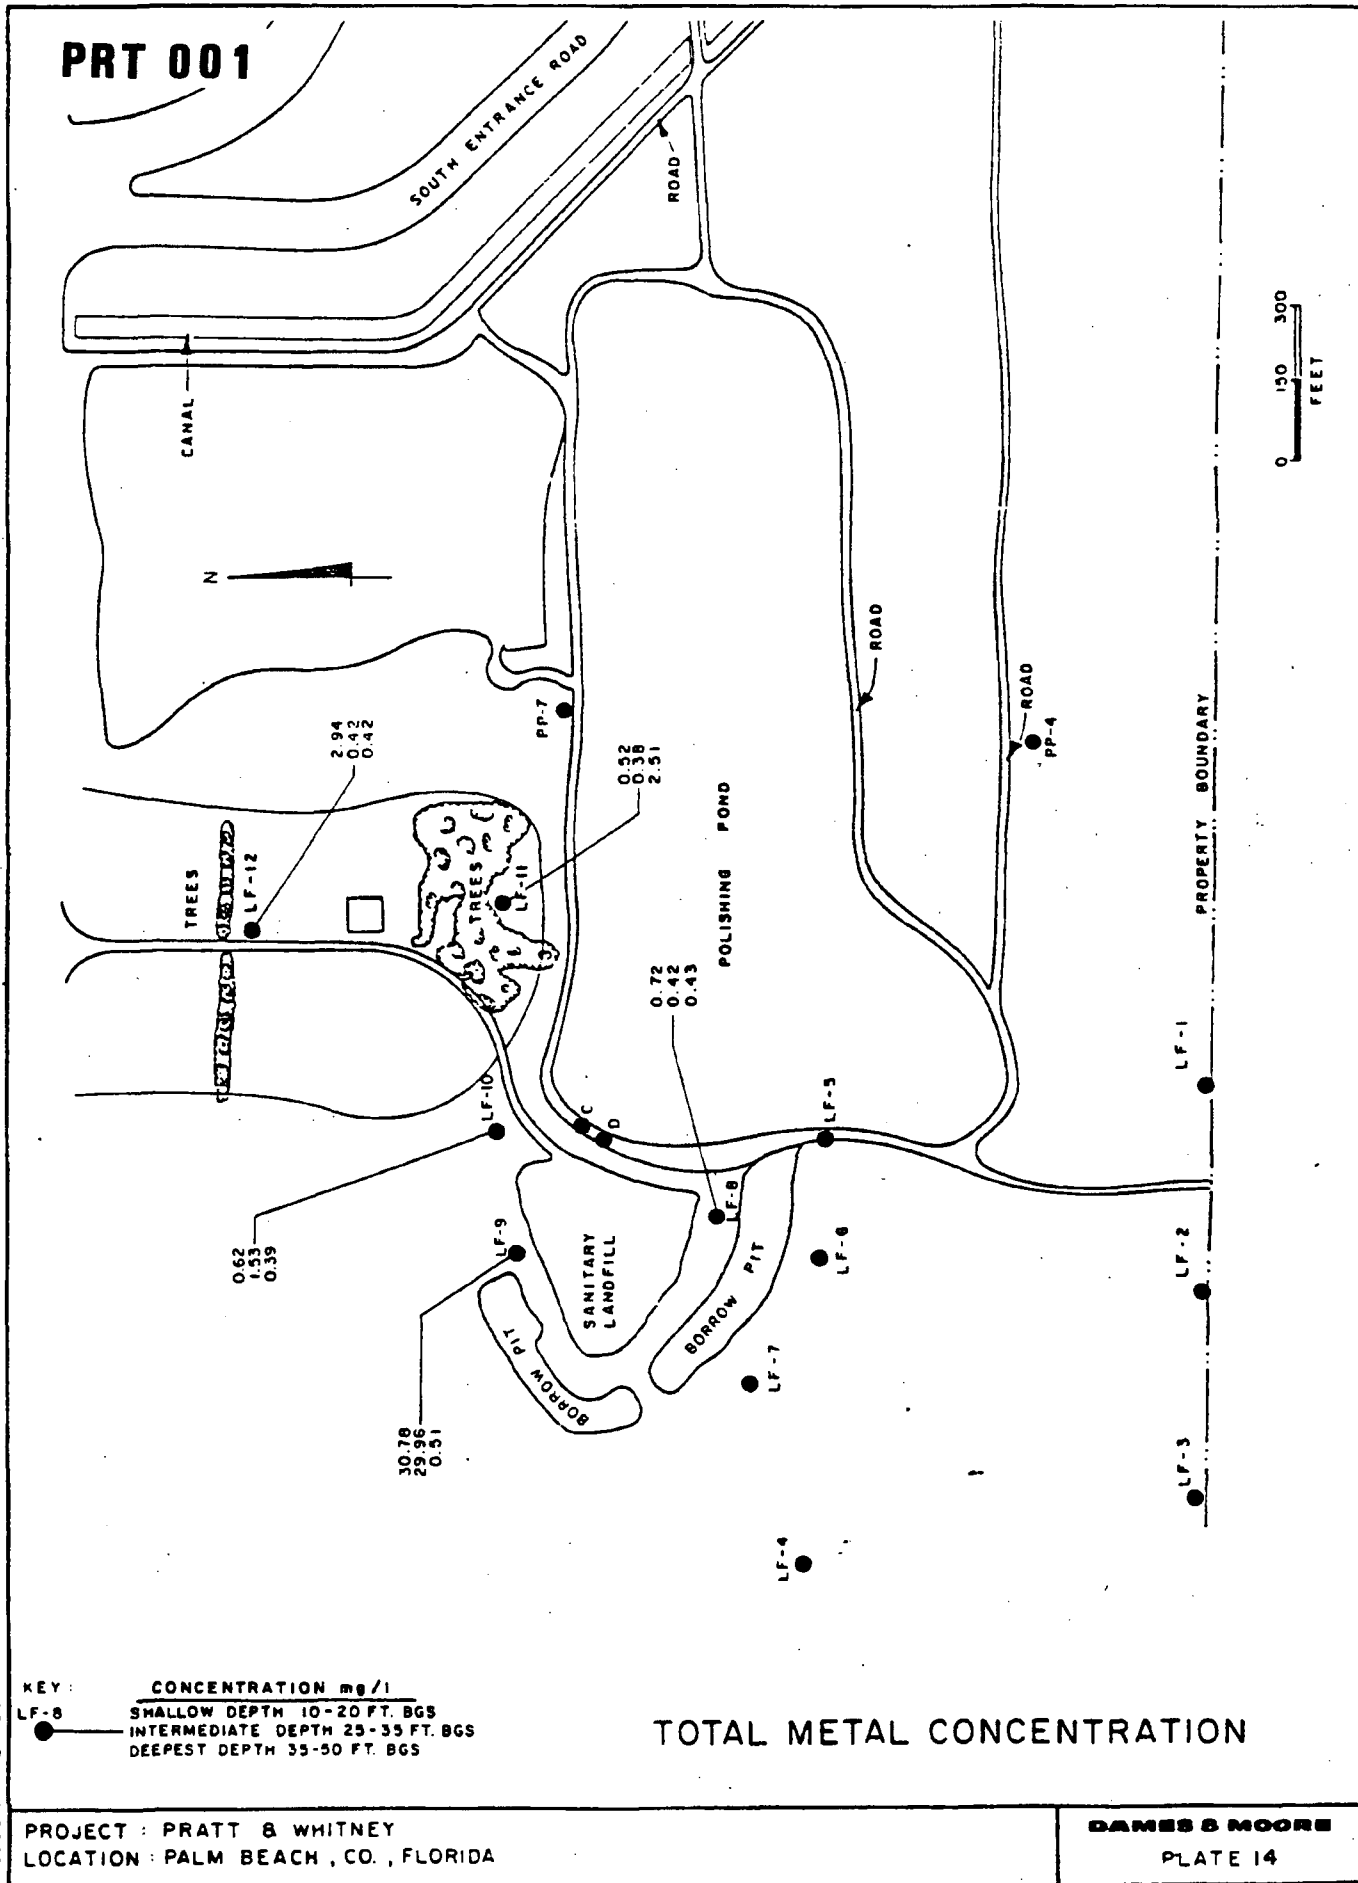 PRT 001
SOUTH ENTRANCE ROAD
ROAD
CANAL
N
0 150 300
FEET
2.94
0.42
0.42
PP-7
0.52
0.38
2.51
ROAD
ROAD
PP-4
PROPERTY BOUNDARY
TREES
LF-12
TREES
LF-11
POLISHING POND
0.72
0.42
0.43
LF-10
C
D
LF-5
LF-1
0.62
1.53
0.39
LF-9
SANITARY
LANDFILL
LF-8
BORROW PIT
LF-6
LF-2
BORROW PIT
LF-7
30.78
29.96
0.51
LF-3
LF-4
KEY:
CONCENTRATION mg/l
LF-8
SHALLOW DEPTH 10-20 FT. BGS
INTERMEDIATE DEPTH 25-35 FT. BGS
DEEPEST DEPTH 35-50 FT. BGS
TOTAL METAL CONCENTRATION
PROJECT : PRATT & WHITNEY
LOCATION : PALM BEACH, CO., FLORIDA
DAMES & MOORE
PLATE 14